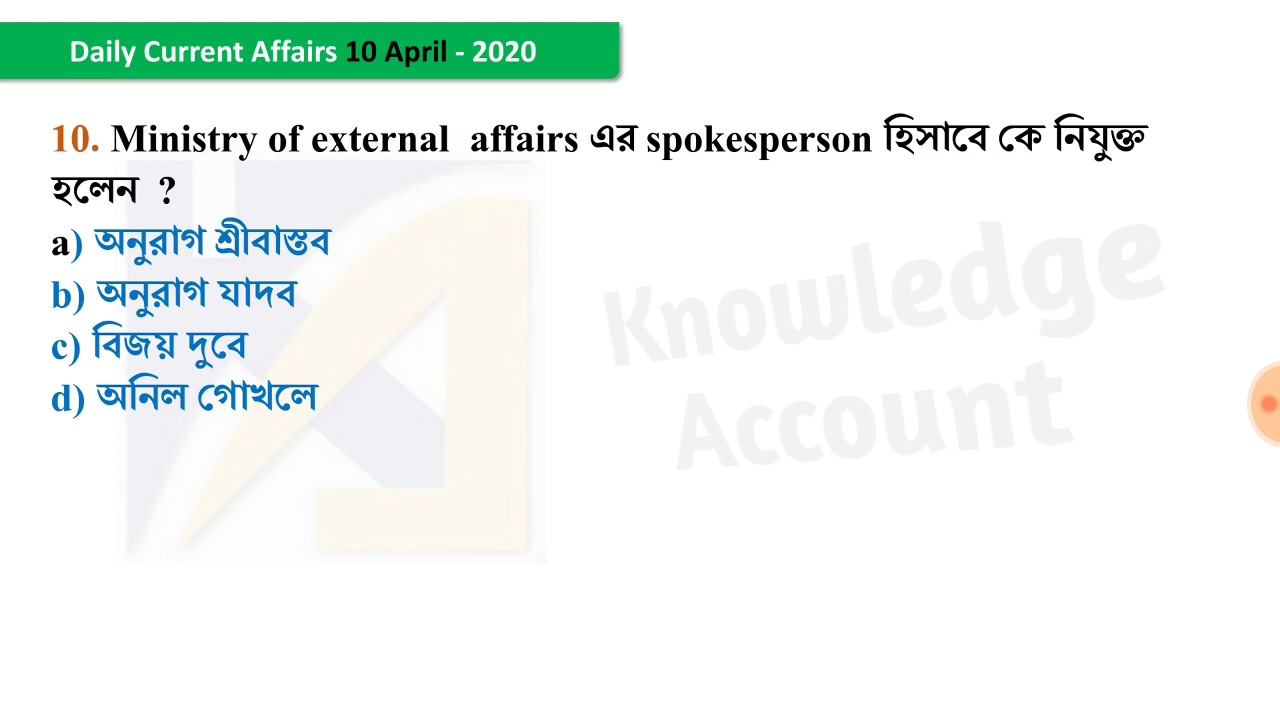 Daily Current Affairs 10 April - 2020
10. Ministry of external affairs এর spokesperson হিসাবে কে নিযুক্ত
হলেন ?
a) অনুরাগ শ্রীবাস্তব
b) অনুরাগ যাদব
c) বিজয় দুবে
d) অনিল গোখলে
Knowledge
Account